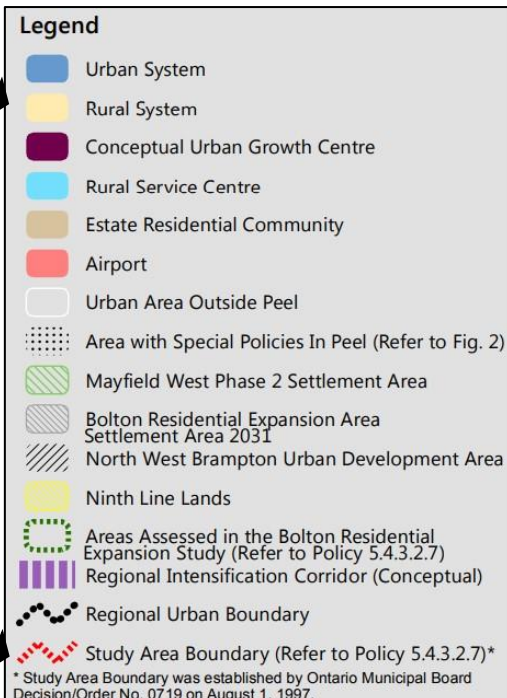 Legend
Urban System
Rural System
Conceptual Urban Growth Centre
Rural Service Centre
Estate Residential Community
Airport
Urban Area Outside Peel
Area with Special Policies In Peel (Refer to Fig. 2)
Mayfield West Phase 2 Settlement Area
Bolton Residential Expansion Area
Settlement Area 2031
North West Brampton Urban Development Area
Ninth Line Lands
Areas Assessed in the Bolton Residential
Expansion Study (Refer to Policy 5.4.3.2.7)
Regional Intensification Corridor (Conceptual)
Regional Urban Boundary
Study Area Boundary (Refer to Policy 5.4.3.2.7)*
* Study Area Boundary was established by Ontario Municipal Board
Decision/Order No. 0719 on August 1, 1997.